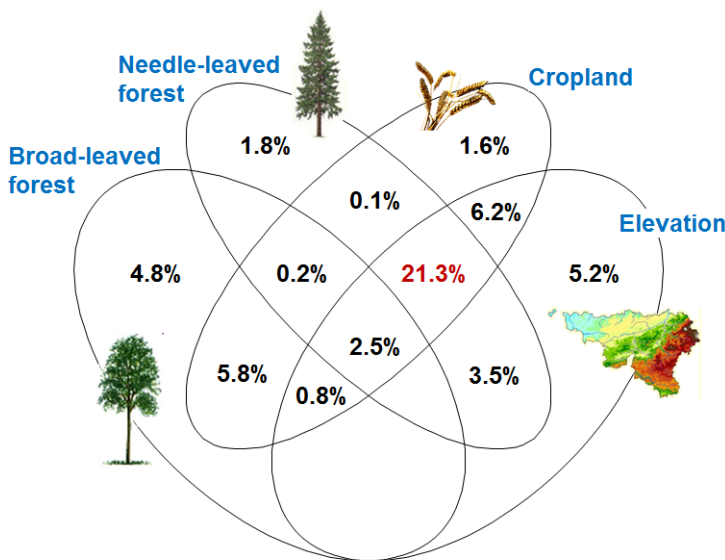 Needle-leaved
forest
Cropland
Broad-leaved
forest
Elevation
1.8%
1.6%
0.1%
6.2%
4.8%
0.2%
21.3%
5.2%
2.5%
5.8%
0.8%
3.5%